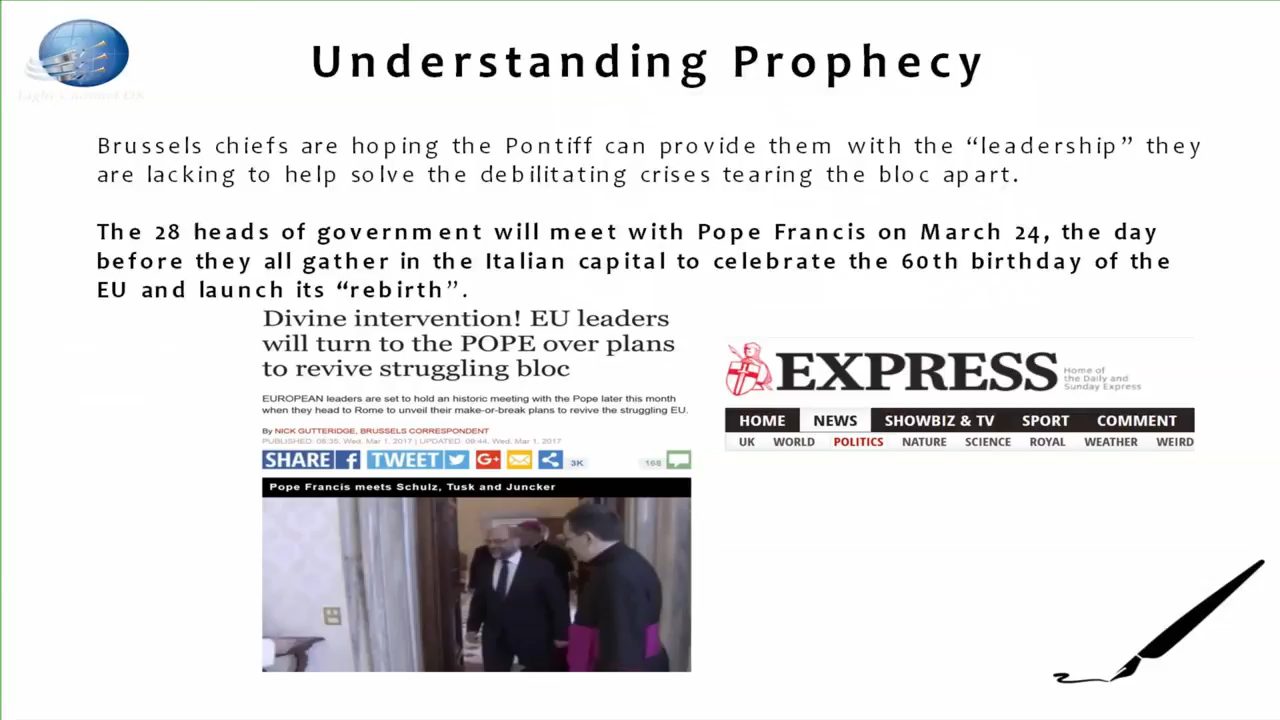 Understanding Prophecy
Brussels chiefs are hoping the Pontiff can provide them with the “leadership” they
are lacking to help solve the debilitating crises tearing the bloc apart.
The 28 heads of government will meet with Pope Francis on March 24, the day
before they all gather in the Italian capital to celebrate the 60th birthday of the
EU and launch its “rebirth”.
Divine intervention! EU leaders
will turn to the POPE over plans
to revive struggling bloc
EUROPEAN leaders are set to hold an historic meeting with the Pope later this month
when they head to Rome to unveil their make-or-break plans to revive the struggling EU.
By NICK GUTTERIDGE, BRUSSELS CORRESPONDENT
PUBLISHED: 08:35, Wed, Mar 1, 2017 | UPDATED: 09:44, Wed, Mar 1, 2017
SHARE f TWEET G+ 3K 168
Pope Francis meets Schulz, Tusk and Juncker
EXPRESS
Home of
the Daily and
Sunday Express
HOME NEWS SHOWBIZ & TV SPORT COMMENT
UK WORLD POLITICS NATURE SCIENCE ROYAL WEATHER WEIRD